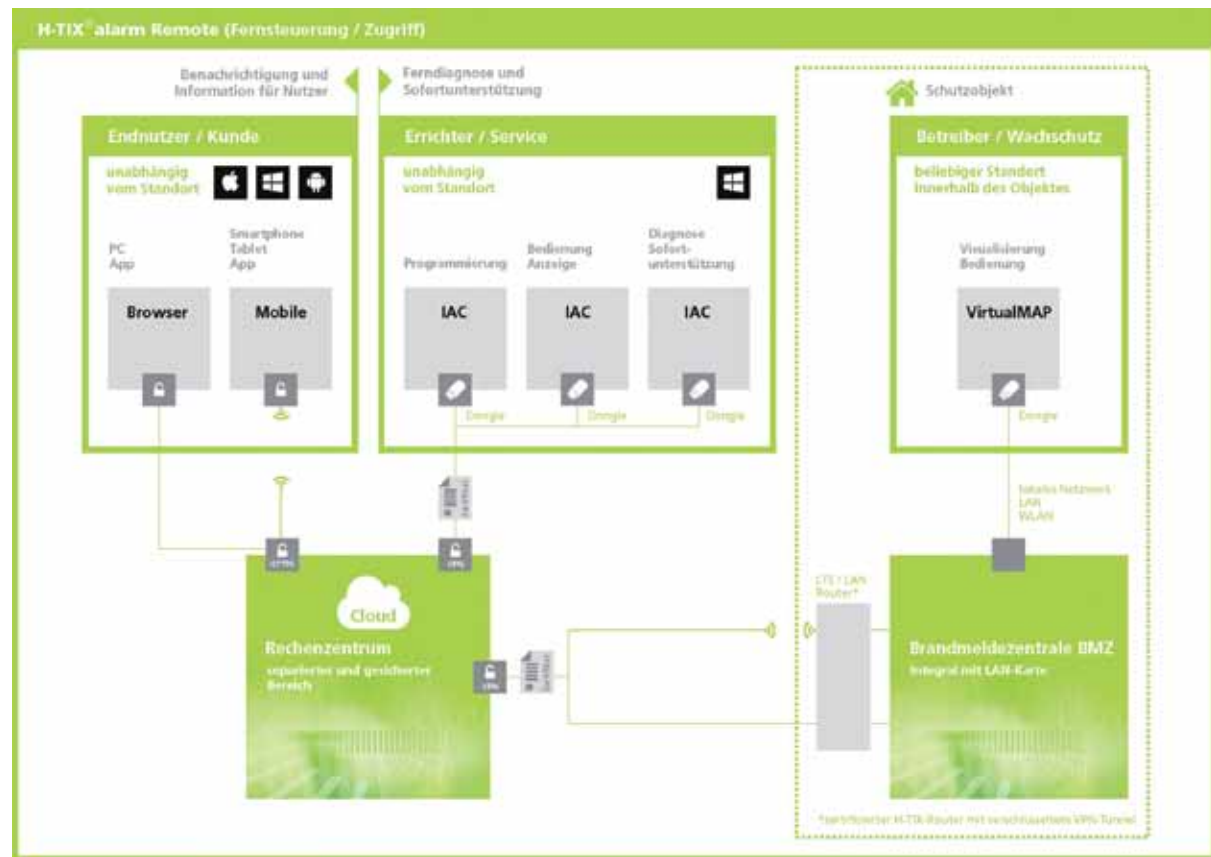 H-TIX® alarm Remote (Fernsteuerung / Zugriff)
Benachrichtigung und
Information für Nutzer
Ferndiagnose und
Sofortunterstützung
Schutzobjekt
Endnutzer / Kunde
unabhängig
vom Standort
PC
App
Smartphone
Tablet
App
Browser
Mobile
Errichter / Service
unabhängig
vom Standort
Programmierung
Bedienung
Anzeige
Diagnose
Sofort-
unterstützung
IAC
IAC
IAC
Dongle
Dongle
Dongle
Betreiber / Wachschutz
beliebiger Standort
innerhalb des Objektes
Visualisierung
Bedienung
VirtualMAP
Dongle
lokales Netzwerk
LAN
WLAN
HTTPS
VPN
Cloud
Rechenzentrum
separierter und gesicherter
Bereich
VPN
LTE / LAN
Router*
Brandmeldezentrale BMZ
Integral mit LAN-Karte
*zertifizierter H-TIX-Router mit verschlüsseltem VPN-Tunnel